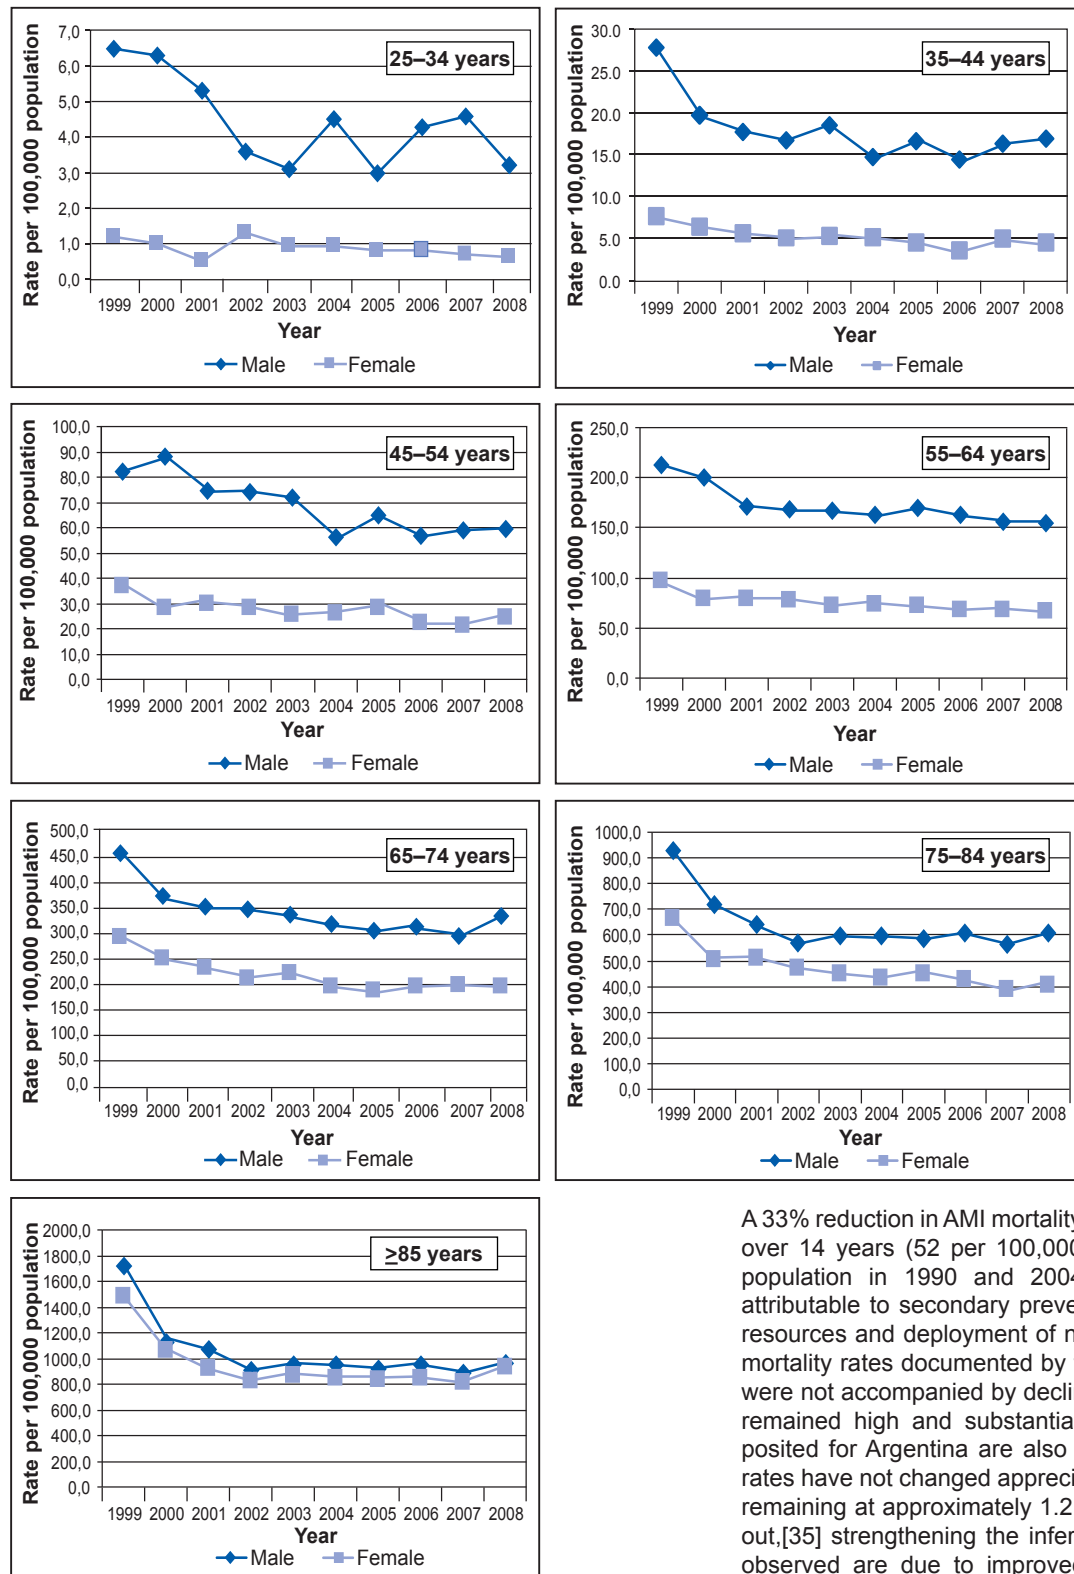 Rate per 100,000 population
7,0
6,0
5,0
4,0
3,0
2,0
1,0
0,0
25–34 years
1999 2000 2001 2002 2003 2004 2005 2006 2007 2008
Year
Male Female
Rate per 100,000 population
30.0
25.0
20.0
15.0
10.0
5.0
0.0
35–44 years
1999 2000 2001 2002 2003 2004 2005 2006 2007 2008
Year
Male Female
Rate per 100,000 population
100,0
90,0
80,0
70,0
60,0
50,0
40,0
30,0
20,0
10,0
0,0
45–54 years
1999 2000 2001 2002 2003 2004 2005 2006 2007 2008
Year
Male Female
Rate per 100,000 population
250,0
200,0
150,0
100,0
50,0
0,0
55–64 years
1999 2000 2001 2002 2003 2004 2005 2006 2007 2008
Year
Male Female
Rate per 100,000 population
500,0
450,0
400,0
350,0
300,0
250,0
200,0
150,0
100,0
50,0
0,0
65–74 years
1999 2000 2001 2002 2003 2004 2005 2006 2007 2008
Year
Male Female
Rate per 100,000 population
1000,0
900,0
800,0
700,0
600,0
500,0
400,0
300,0
200,0
100,0
0,0
75–84 years
1999 2000 2001 2002 2003 2004 2005 2006 2007 2008
Year
Male Female
Rate per 100,000 population
2000,0
1800,0
1600,0
1400,0
1200,0
1000,0
800,0
600,0
400,0
200,0
0,0
≥85 years
1999 2000 2001 2002 2003 2004 2005 2006 2007 2008
Year
Male Female
A 33% reduction in AMI mortality
over 14 years (52 per 100,000
population in 1990 and 2004
attributable to secondary preve
resources and deployment of n
mortality rates documented by
were not accompanied by decli
remained high and substantia
posited for Argentina are also
rates have not changed appreci
remaining at approximately 1.2
out,[35] strengthening the infer
observed are due to improved